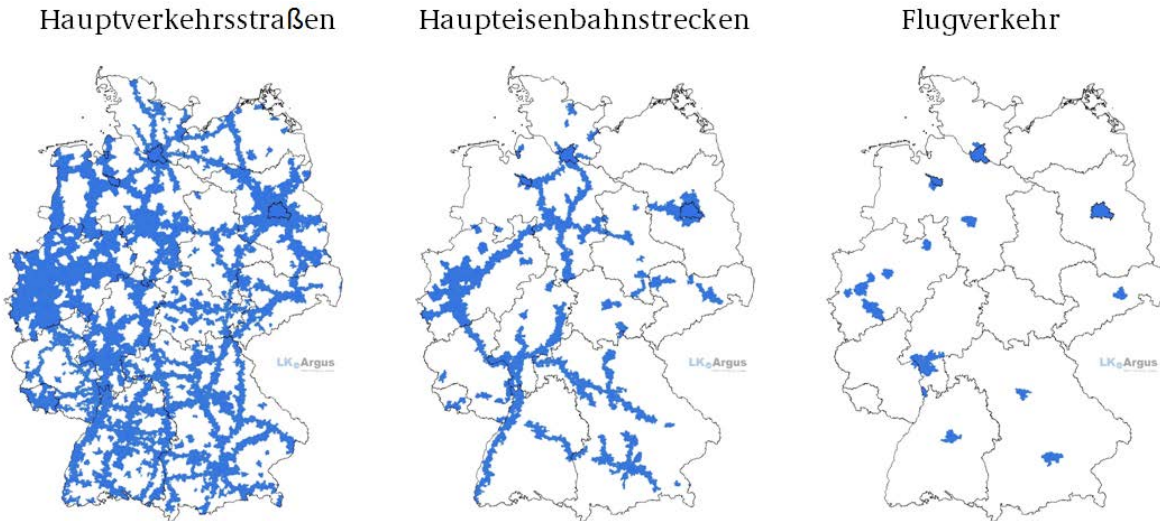 Hauptverkehrsstraßen
Haupteisenbahnstrecken
Flugverkehr
LK Argus
LK Argus
LK Argus